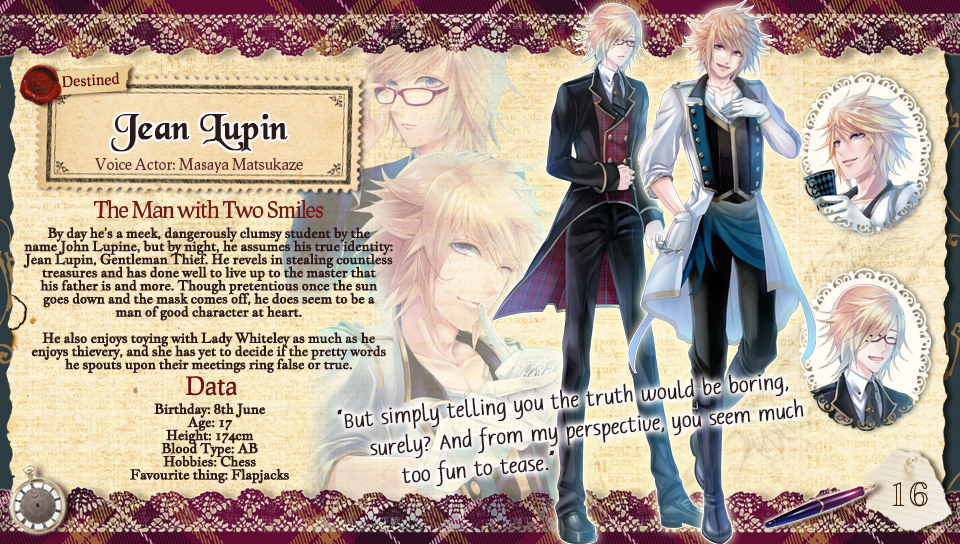 Destined
Jean Lupin
Voice Actor: Masaya Matsukaze
The Man with Two Smiles
By day he's a meek, dangerously clumsy student by the
name John Lupine, but by night, he assumes his true identity:
Jean Lupin, Gentleman Thief. He revels in stealing countless
treasures and has done well to live up to the master that
his father is and more. Though pretentious once the sun
goes down and the mask comes off, he does seem to be a
man of good character at heart.
He also enjoys toying with Lady Whiteley as much as he
enjoys thievery, and she has yet to decide if the pretty words
he spouts upon their meetings ring false or true.
Data
Birthday: 8th June
Age: 17
Height: 174cm
Blood Type: AB
Hobbies: Chess
Favourite thing: Flapjacks
"But simply telling you the truth would be boring,
surely? And from my perspective, you seem much
too fun to tease."
16